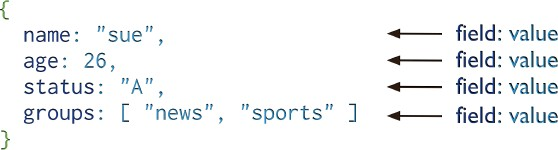 {
name: "sue", field: value
age: 26, field: value
status: "A", field: value
groups: [ "news", "sports" ] field: value
}